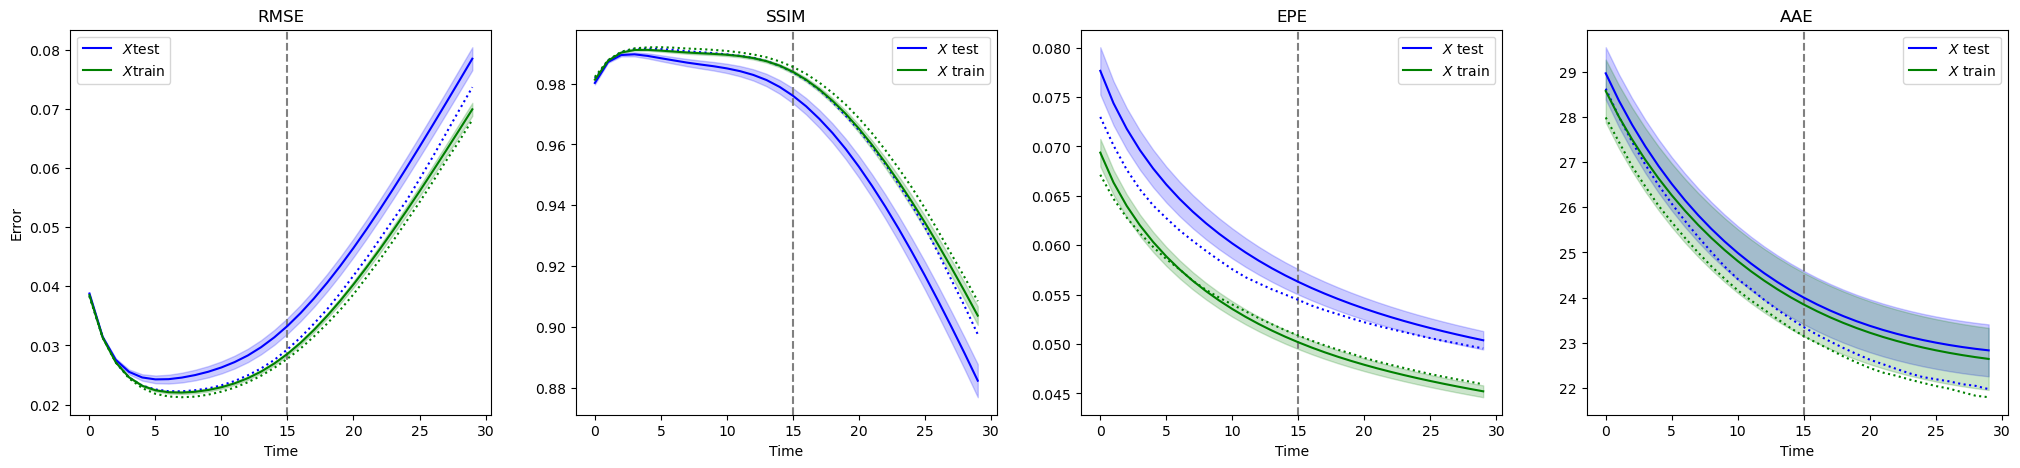 RMSE
Error
0.08
0.07
0.06
0.05
0.04
0.03
0.02
Xtest
Xtrain
0 5 10 15 20 25 30
Time
SSIM
0.98
0.96
0.94
0.92
0.90
0.88
X test
X train
0 5 10 15 20 25 30
Time
EPE
0.080
0.075
0.070
0.065
0.060
0.055
0.050
0.045
X test
X train
0 5 10 15 20 25 30
Time
AAE
29
28
27
26
25
24
23
22
X test
X train
0 5 10 15 20 25 30
Time